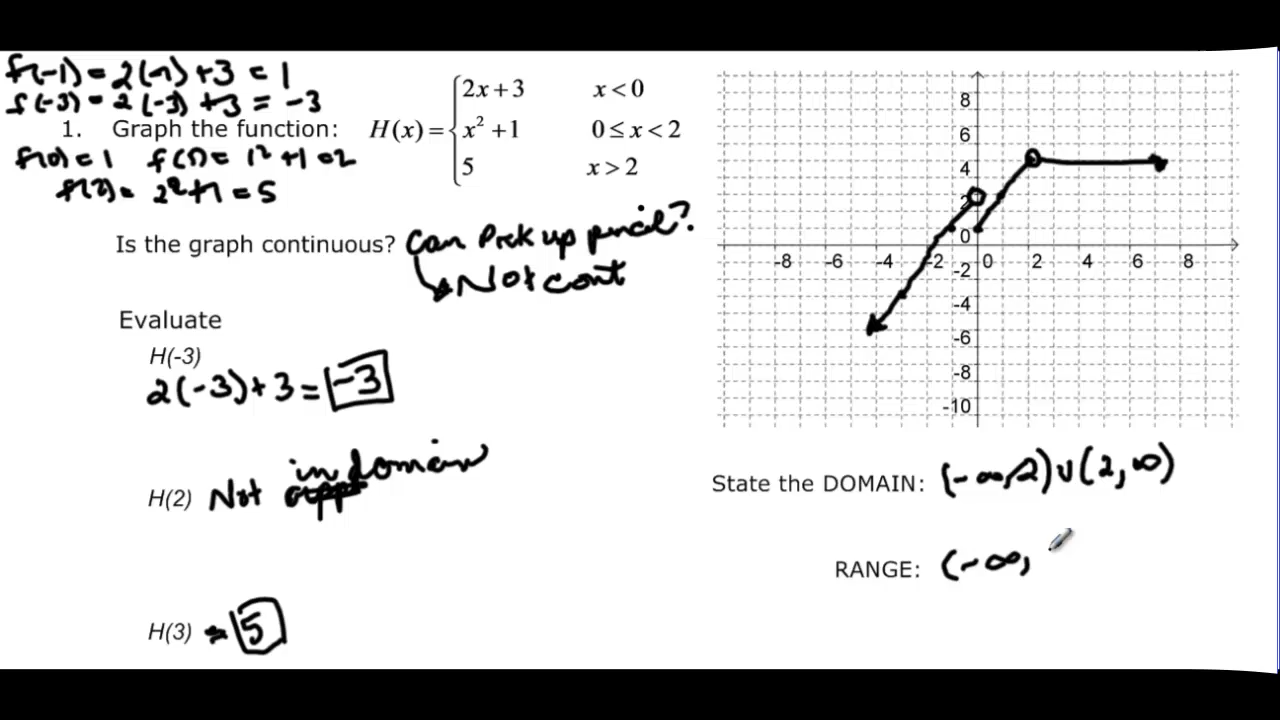 f(-1) = 2(-1) + 3 = 1
f(-3) = 2(-3) + 3 = -3
1. Graph the function:
H(x) = { 2x + 3 x < 0
x² + 1 0 ≤ x < 2
5 x > 2
f(0) = 1 f(1) = 1² + 1 = 2
f(2) = 2² + 1 = 5
Is the graph continuous? Can Pick up pencil?
Not cont
Evaluate
H(-3)
2(-3) + 3 = -3
H(2) Not in domain
H(3) = 5
8
6
4
2
0
-8 -6 -4 -2 0 2 4 6 8
-2
-4
-6
-8
-10
State the DOMAIN: (-∞, 2) ∪ (2, ∞)
RANGE: (-∞,